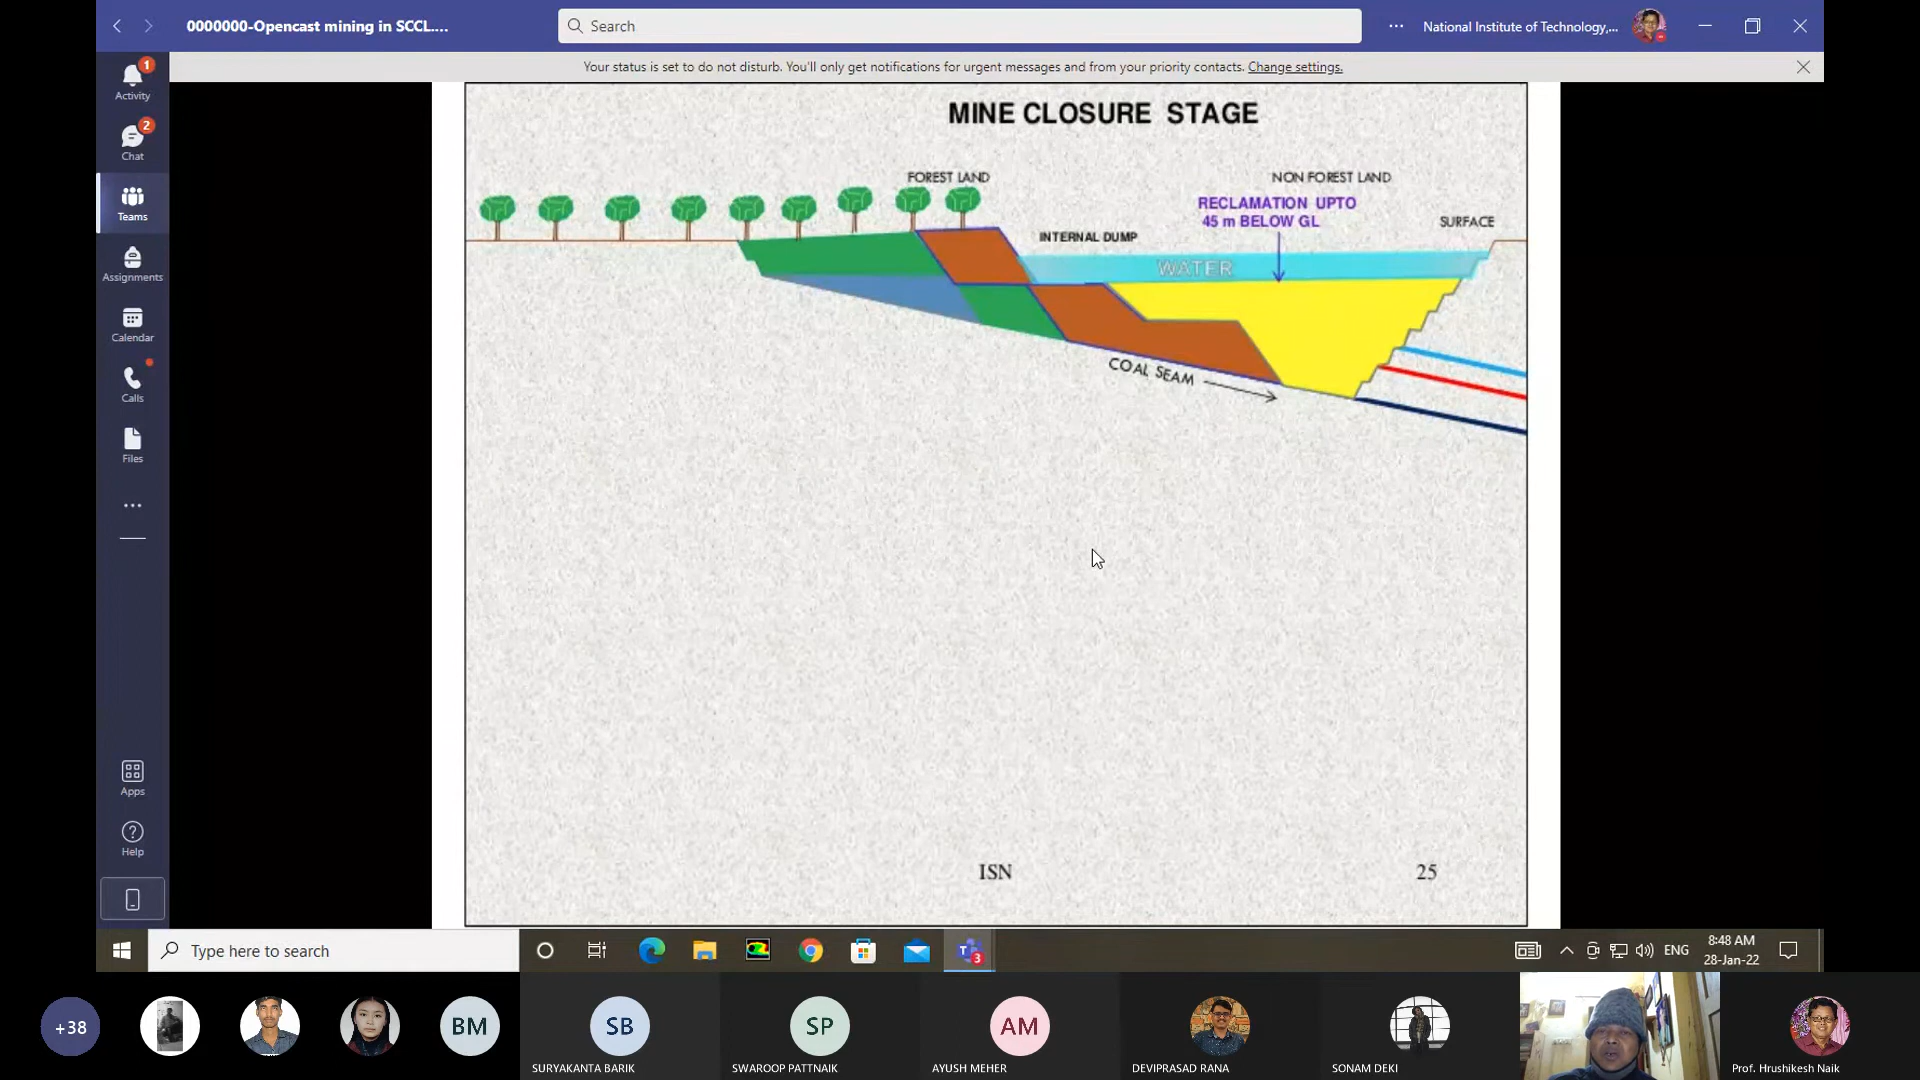 0000000-Opencast mining in SCCL....
Search
National Institute of Technology,...
Your status is set to do not disturb. You'll only get notifications for urgent messages and from your priority contacts. Change settings.
1
Activity
2
Chat
Teams
Assignments
Calendar
Calls
Files
Apps
Help
MINE CLOSURE STAGE
FOREST LAND
NON FOREST LAND
RECLAMATION UPTO
45 m BELOW GL
SURFACE
INTERNAL DUMP
WATER
COAL SEAM
ISN
25
Type here to search
3
ENG
8:48 AM
28-Jan-22
+38
BM
SB
SP
AM
SURYAKANTA BARIK
SWAROOP PATTNAIK
AYUSH MEHER
DEVIPRASAD RANA
SONAM DEKI
Prof. Hrushikesh Naik